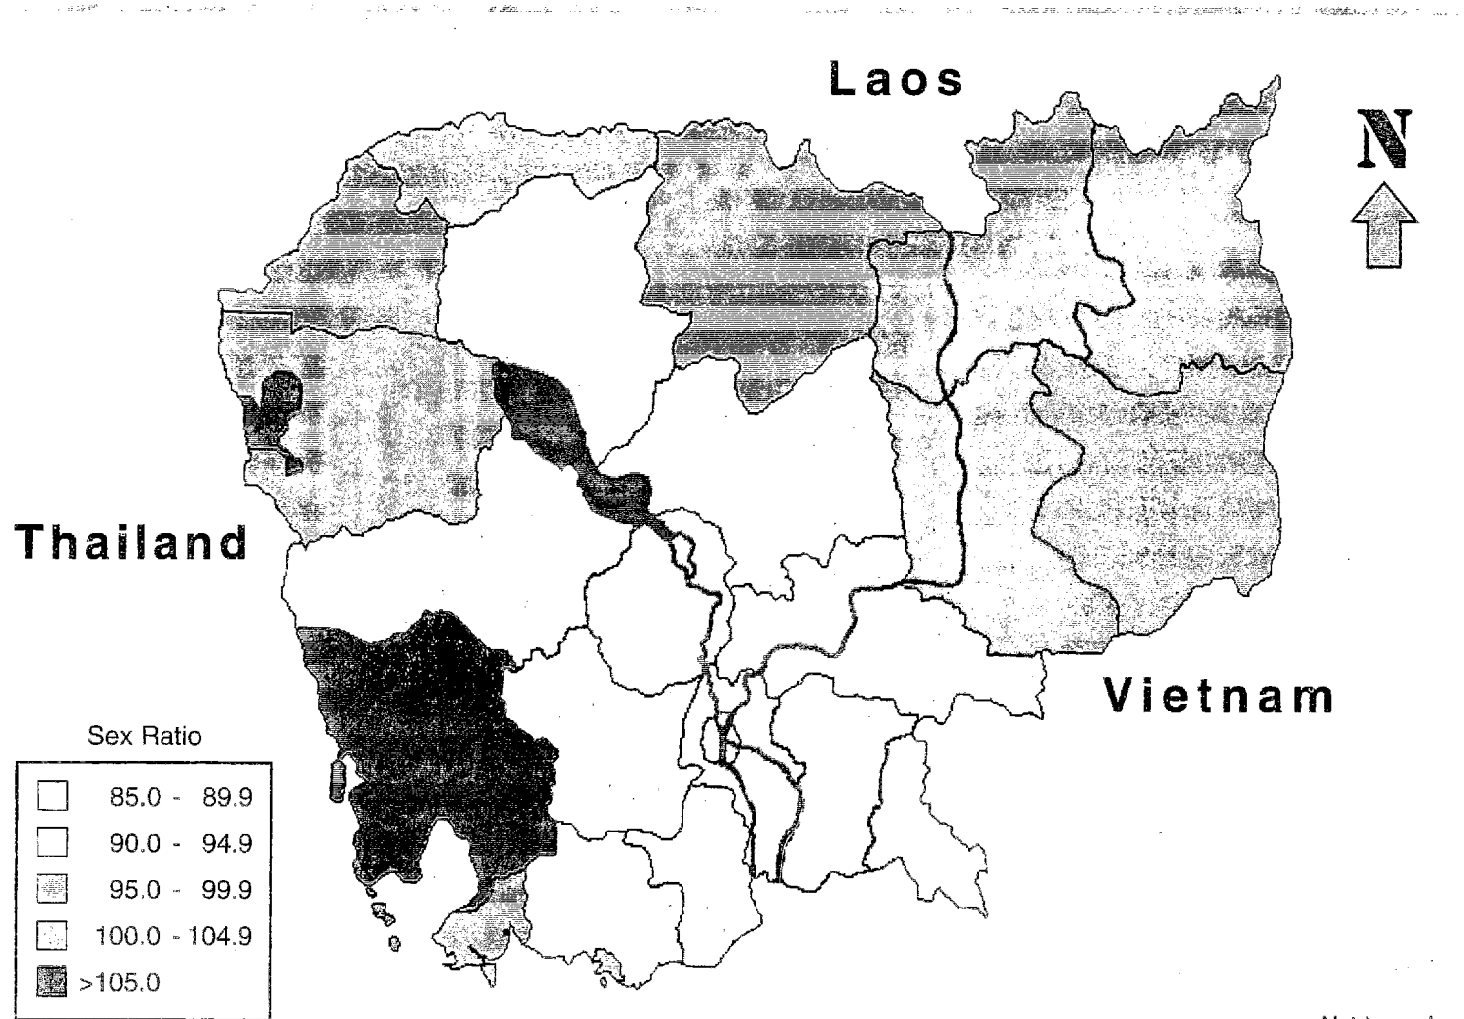 Laos
N
Thailand
Vietnam
Sex Ratio
85.0 - 89.9
90.0 - 94.9
95.0 - 99.9
100.0 - 104.9
>105.0